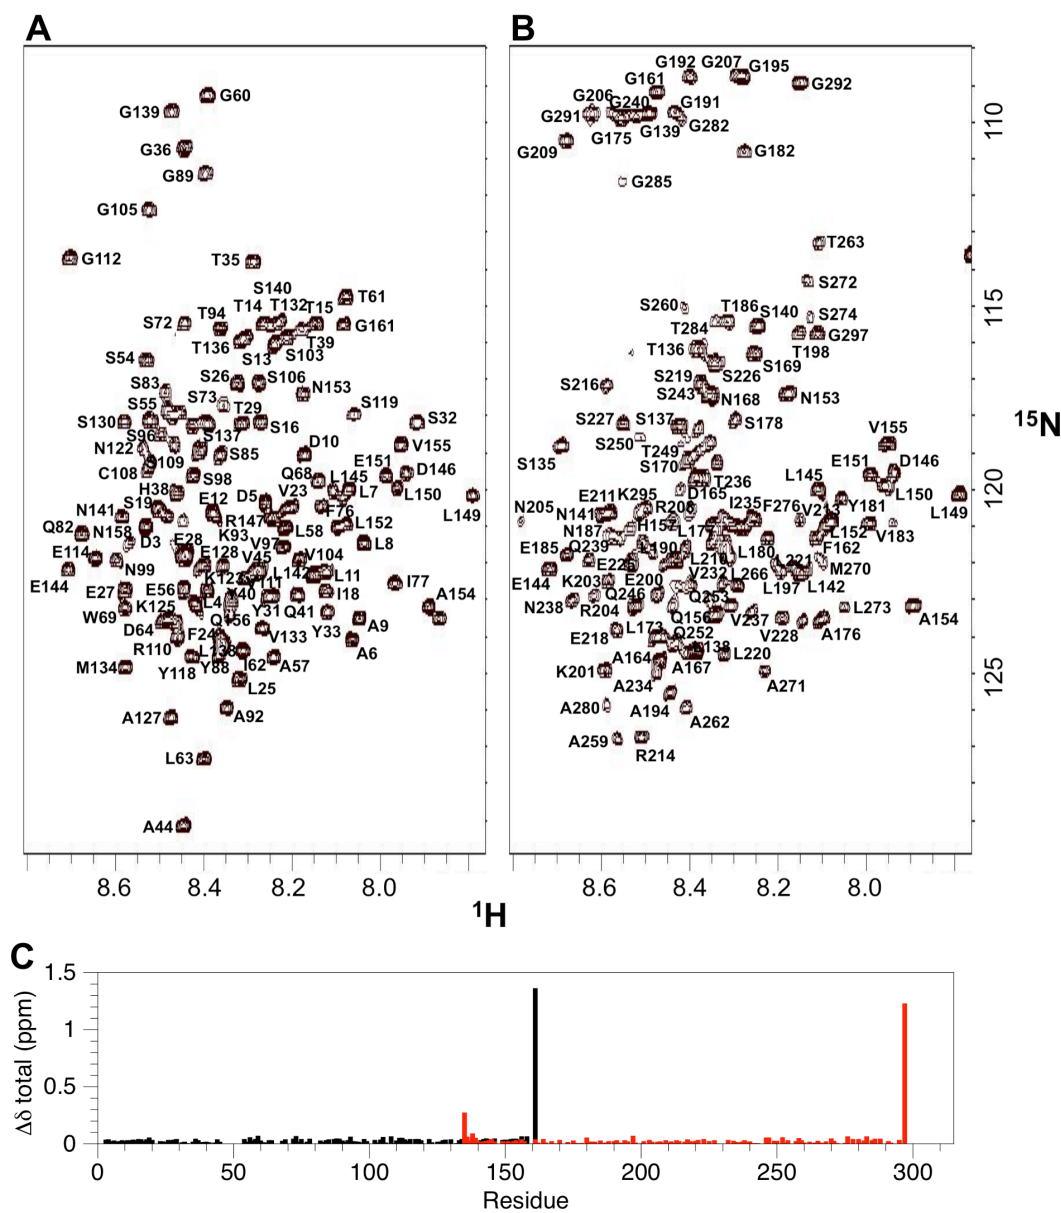 A
G60
G139
G36
G89
G105
G112
T35
S140
T132
T14
T15
T61
T94
S72
G161
T136
T39
S103
S13
S54
S26
S106
S83
N153
S73
S55
T29
S119
S130
S32
S16
S96
S137
N122
S85
D10
V155
C108
S98
Q68
E151
D146
L145
H38
E12
D5
V23
L7
L150
S19
L149
N141
R147
F76
Q82
K93
L58
L152
D3
E28
V97
L8
E114
N99
N158
E128
V45
V104
E144
L142
L11
E27
E56
I77
I18
W69
K125
L4
Y40
Y31
Q41
A154
D64
Q156
F24
Y33
A9
R110
V133
A6
L138
M134
Y118
Y88
I62
A57
L25
A127
A92
L63
A44
8.6
8.4
8.2
8.0
B
G192
G207
G195
G161
G292
G206
G240
G191
G291
G175
G139
G282
G209
G182
G285
T263
S272
S260
T186
S140
S274
T284
G297
T136
T198
S169
S219
S226
S216
S243
N168
N153
S227
S137
S178
S250
S135
S170
T249
T236
E151
D146
L145
E211
K295
D165
I235
F276
Y181
L150
N205
N141
R208
V213
L149
N187
H157
L177
L152
V183
E185
Q239
L190
F162
L210
L180
L221
M270
E144
E225
V232
L266
K203
E200
L197
L142
Q246
Q253
N238
R204
Q156
L273
V237
A154
L173
V228
A176
E218
Q252
L138
A164
A167
L220
K201
A234
A271
A280
A194
A262
A259
R214
8.6
8.4
8.2
8.0
110
115
120
125
15N
1H
C
Δδ total (ppm)
1.5
1
0.5
0
0
50
100
150
200
250
300
Residue